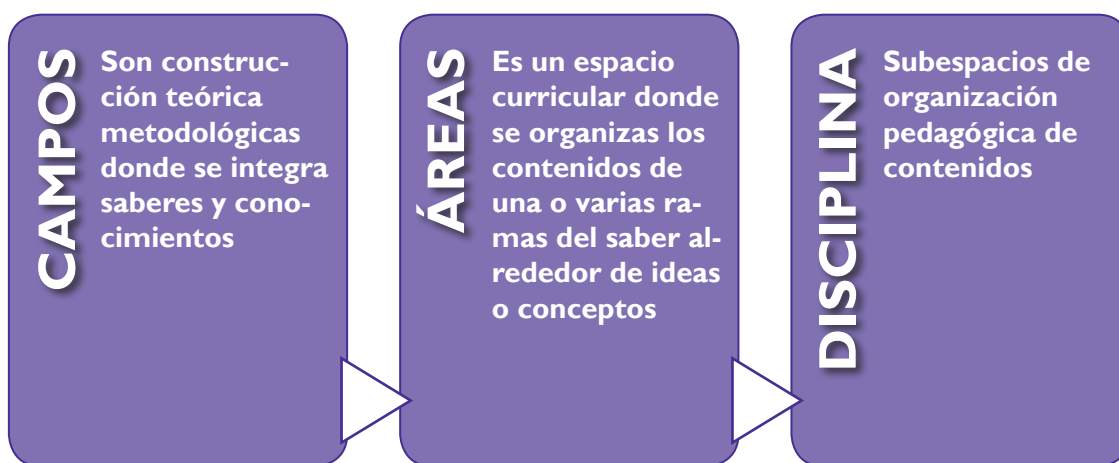 CAMPOS
Son construc-
ción teórica
metodológicas
donde se integra
saberes y cono-
cimientos
ÁREAS
Es un espacio
curricular donde
se organizas los
contenidos de
una o varias ra-
mas del saber al-
rededor de ideas
o conceptos
DISCIPLINA
Subespacios de
organización
pedagógica de
contenidos